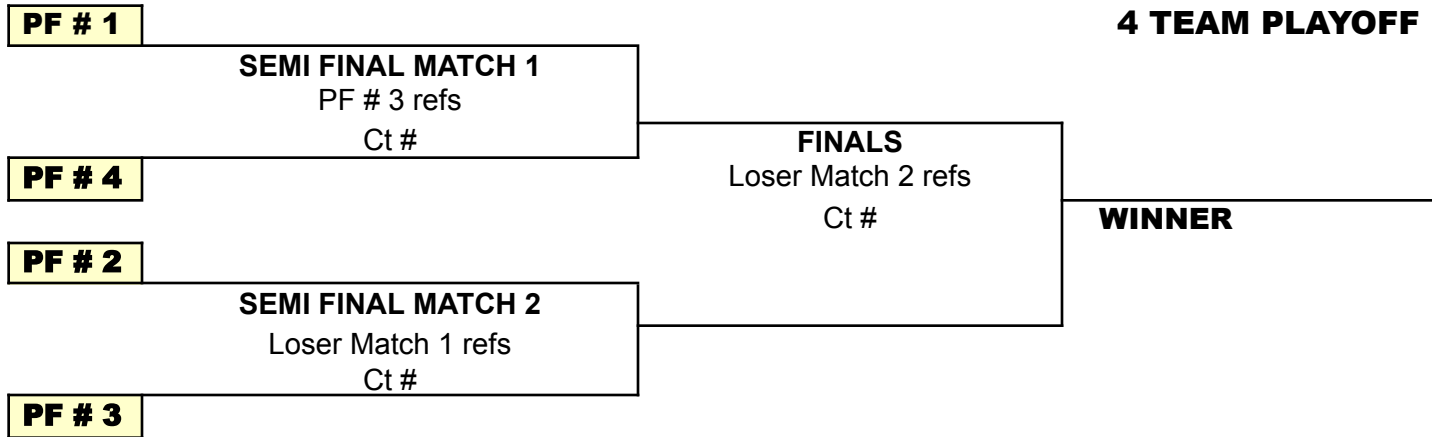 PF # 1
4 TEAM PLAYOFF
SEMI FINAL MATCH 1
PF # 3 refs
Ct #
PF # 4
FINALS
Loser Match 2 refs
Ct #
WINNER
PF # 2
SEMI FINAL MATCH 2
Loser Match 1 refs
Ct #
PF # 3